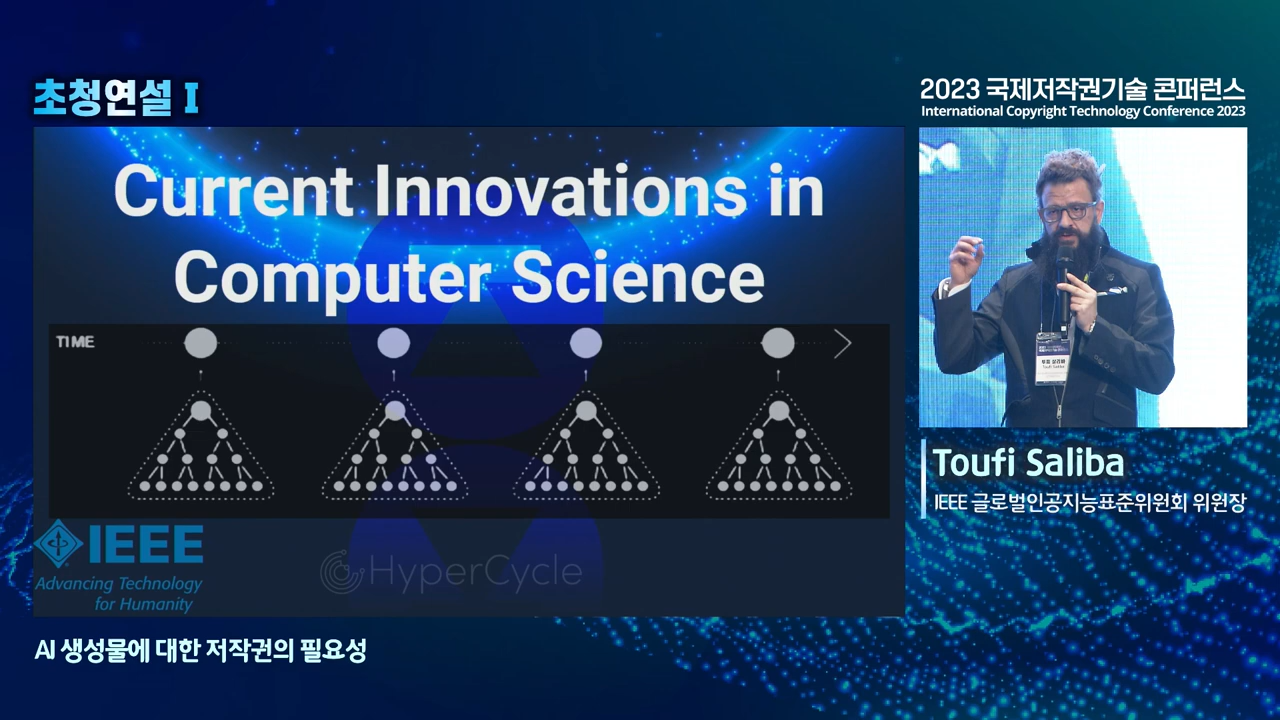 초청연설 I
2023 국제저작권기술 콘퍼런스
International Copyright Technology Conference 2023
Current Innovations in
Computer Science
TIME
IEEE
Advancing Technology
for Humanity
HyperCycle
Toufi Saliba
Toufi Saliba
IEEE 글로벌인공지능표준위원회 위원장
AI 생성물에 대한 저작권의 필요성